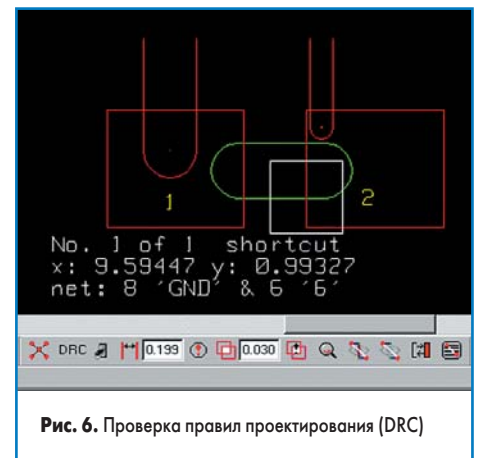 1
2
No. 1 of 1 shortcut
x: 9.59447 y: 0.99327
net: 8 'GND' & 6 '6'
DRC 0.199 0.030
Рис. 6. Проверка правил проектирования (DRC)